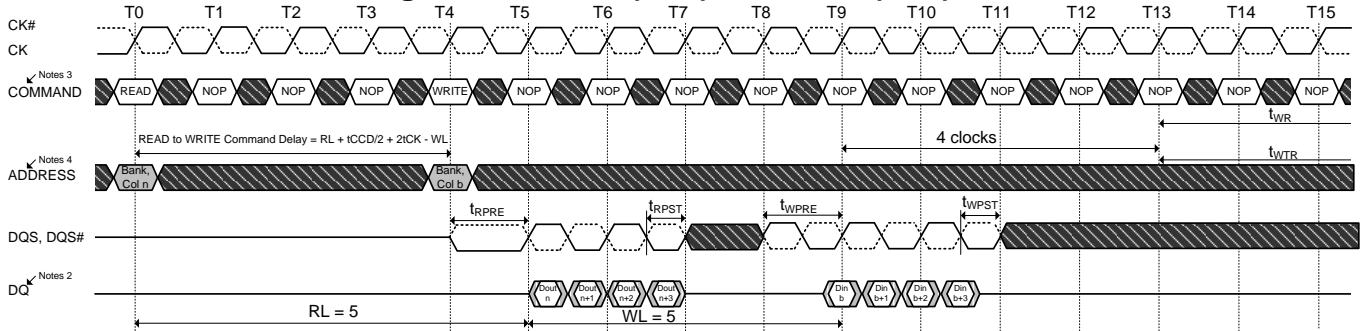 T0 T1 T2 T3 T4 T5 T6 T7 T8 T9 T10 T11 T12 T13 T14 T15
CK#
CK
Notes 3
COMMAND READ NOP NOP NOP WRITE NOP NOP NOP NOP NOP NOP NOP NOP NOP NOP NOP
tWR
READ to WRITE Command Delay = RL + tCCD/2 + 2tCK - WL
4 clocks
tWTR
Notes 4
ADDRESS
Bank,
Col n
Bank,
Col b
tRPRE tRPST tWPRE tWPST
DQS, DQS#
Notes 2
DQ
Dout
n
Dout
n+1
Dout
n+2
Dout
n+3
Din
b
Din
b+1
Din
b+2
Din
b+3
RL = 5 WL = 5